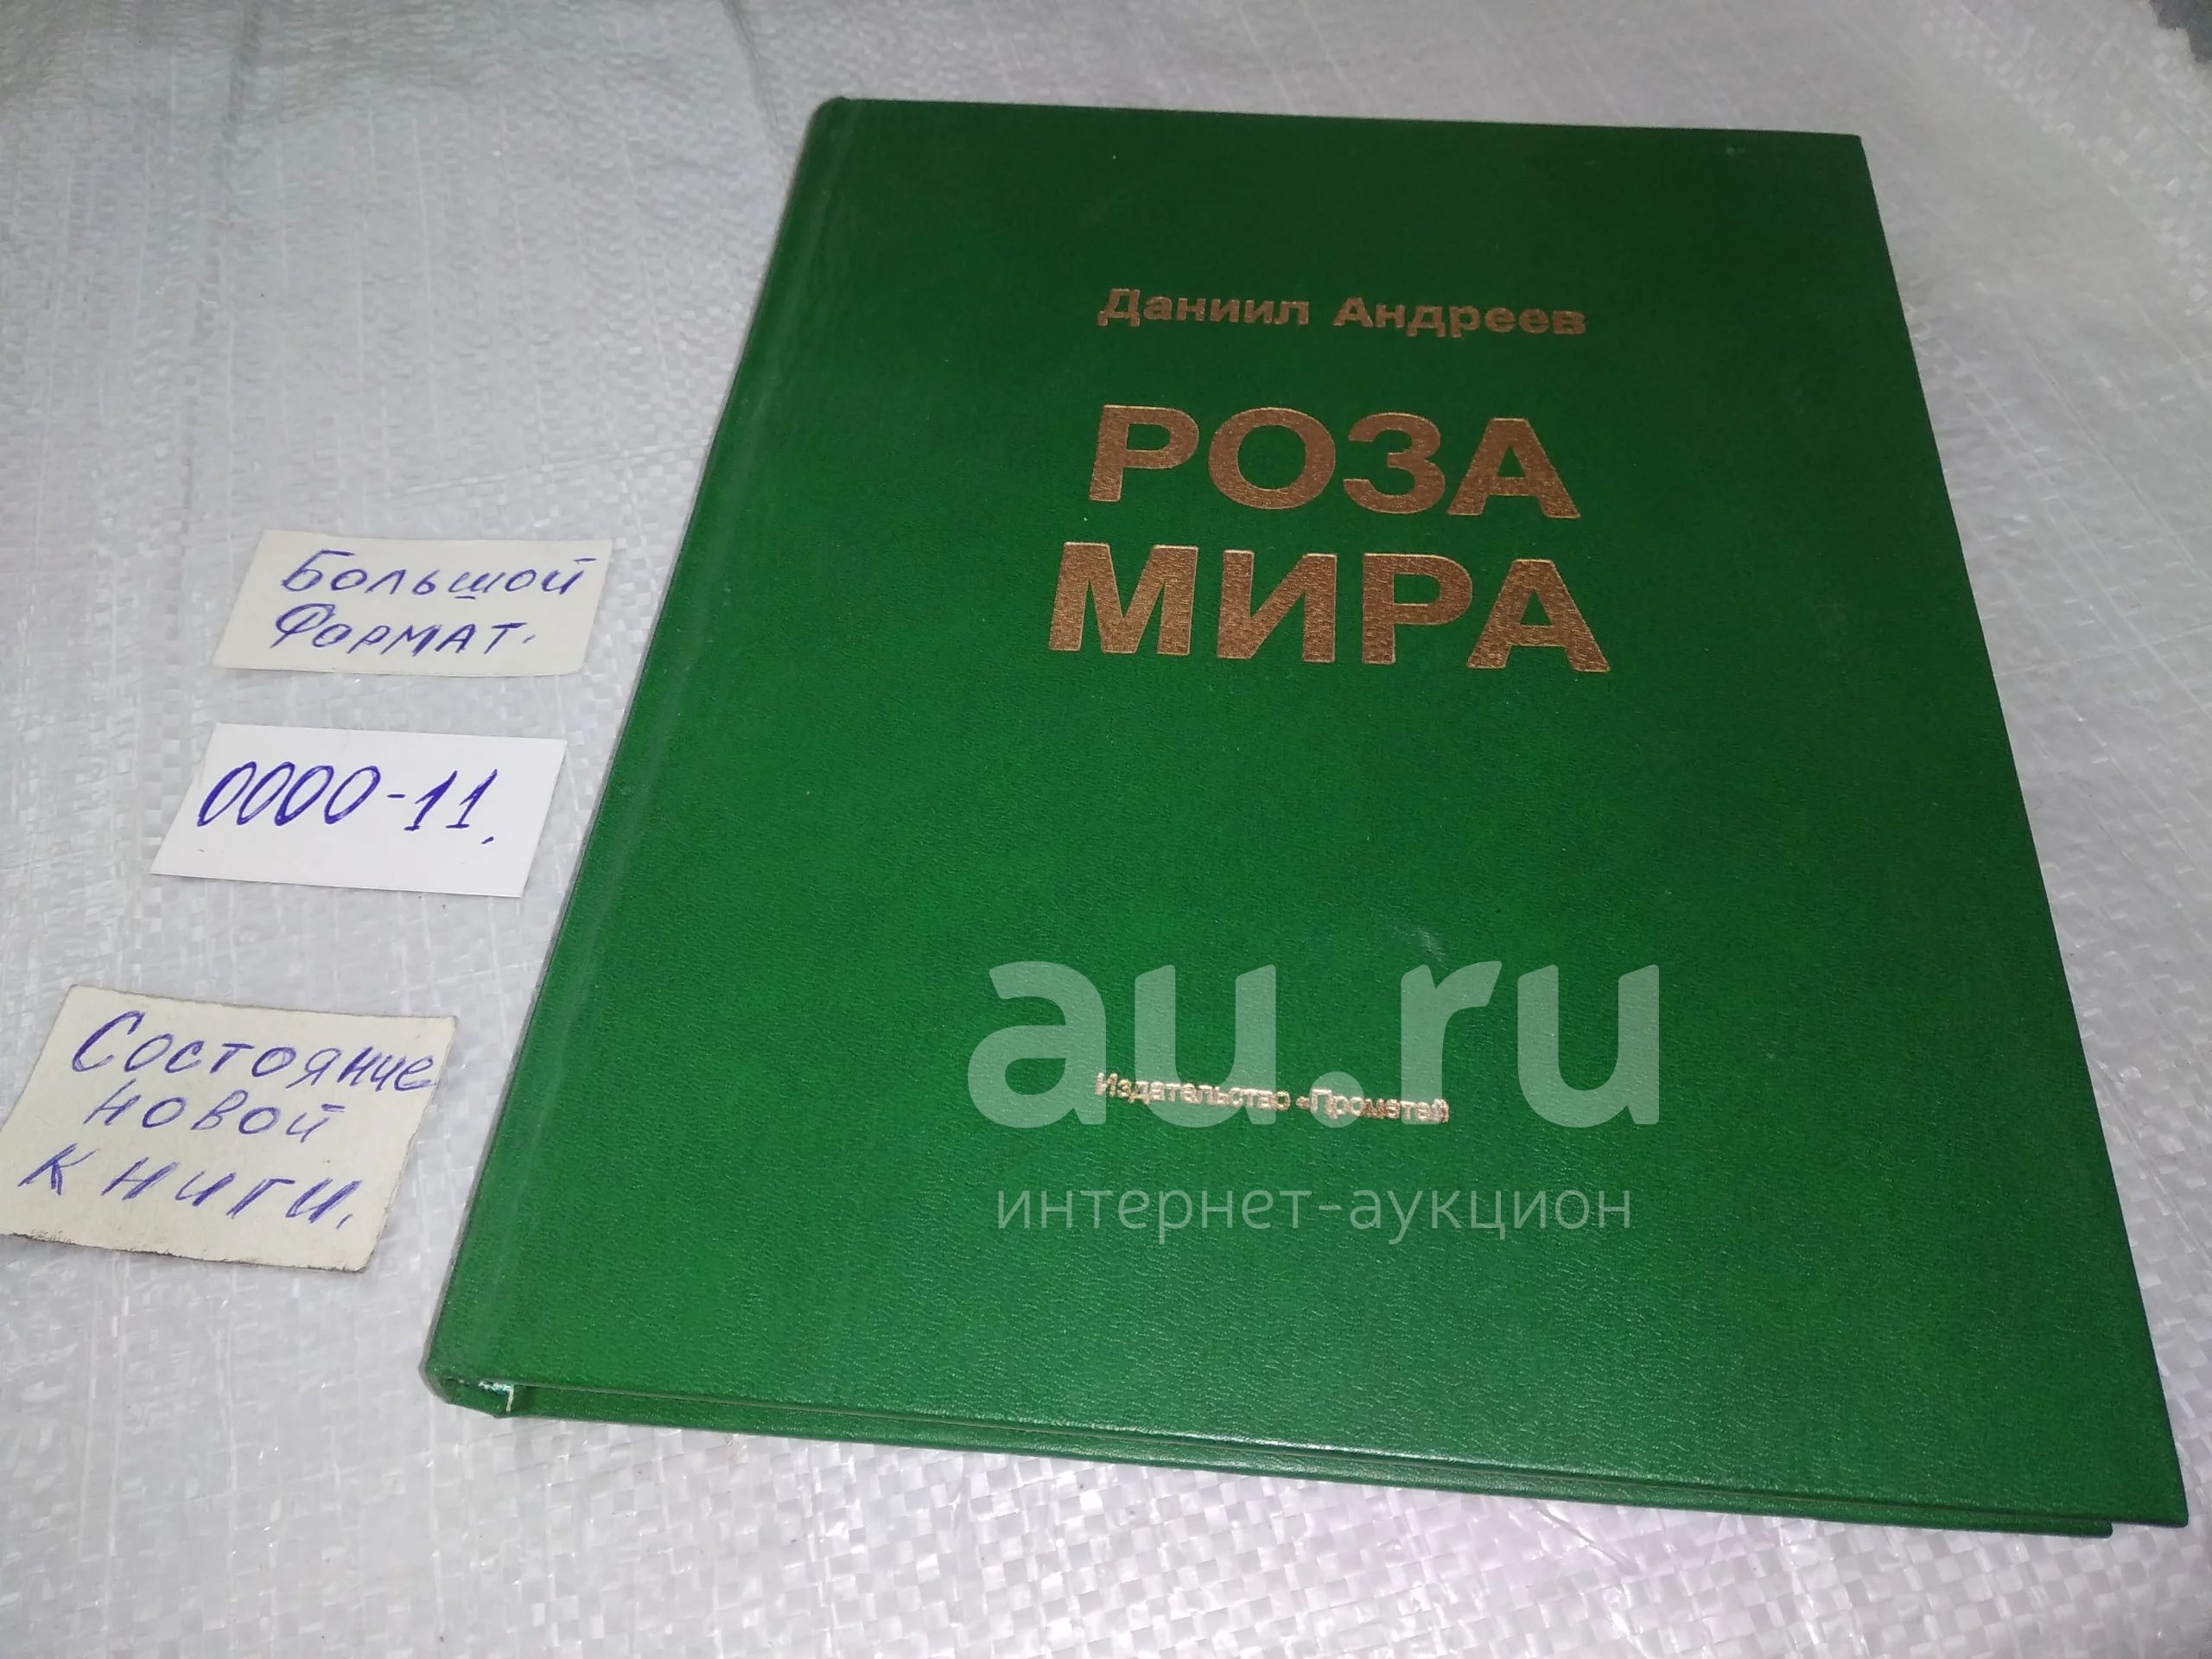 Даниил Андреев
РОЗА
МИРА
Издательство «Прометей»
Большой
Формат.
0000-11.
Состояние
новой
книги.
au.ru
интернет-аукцион